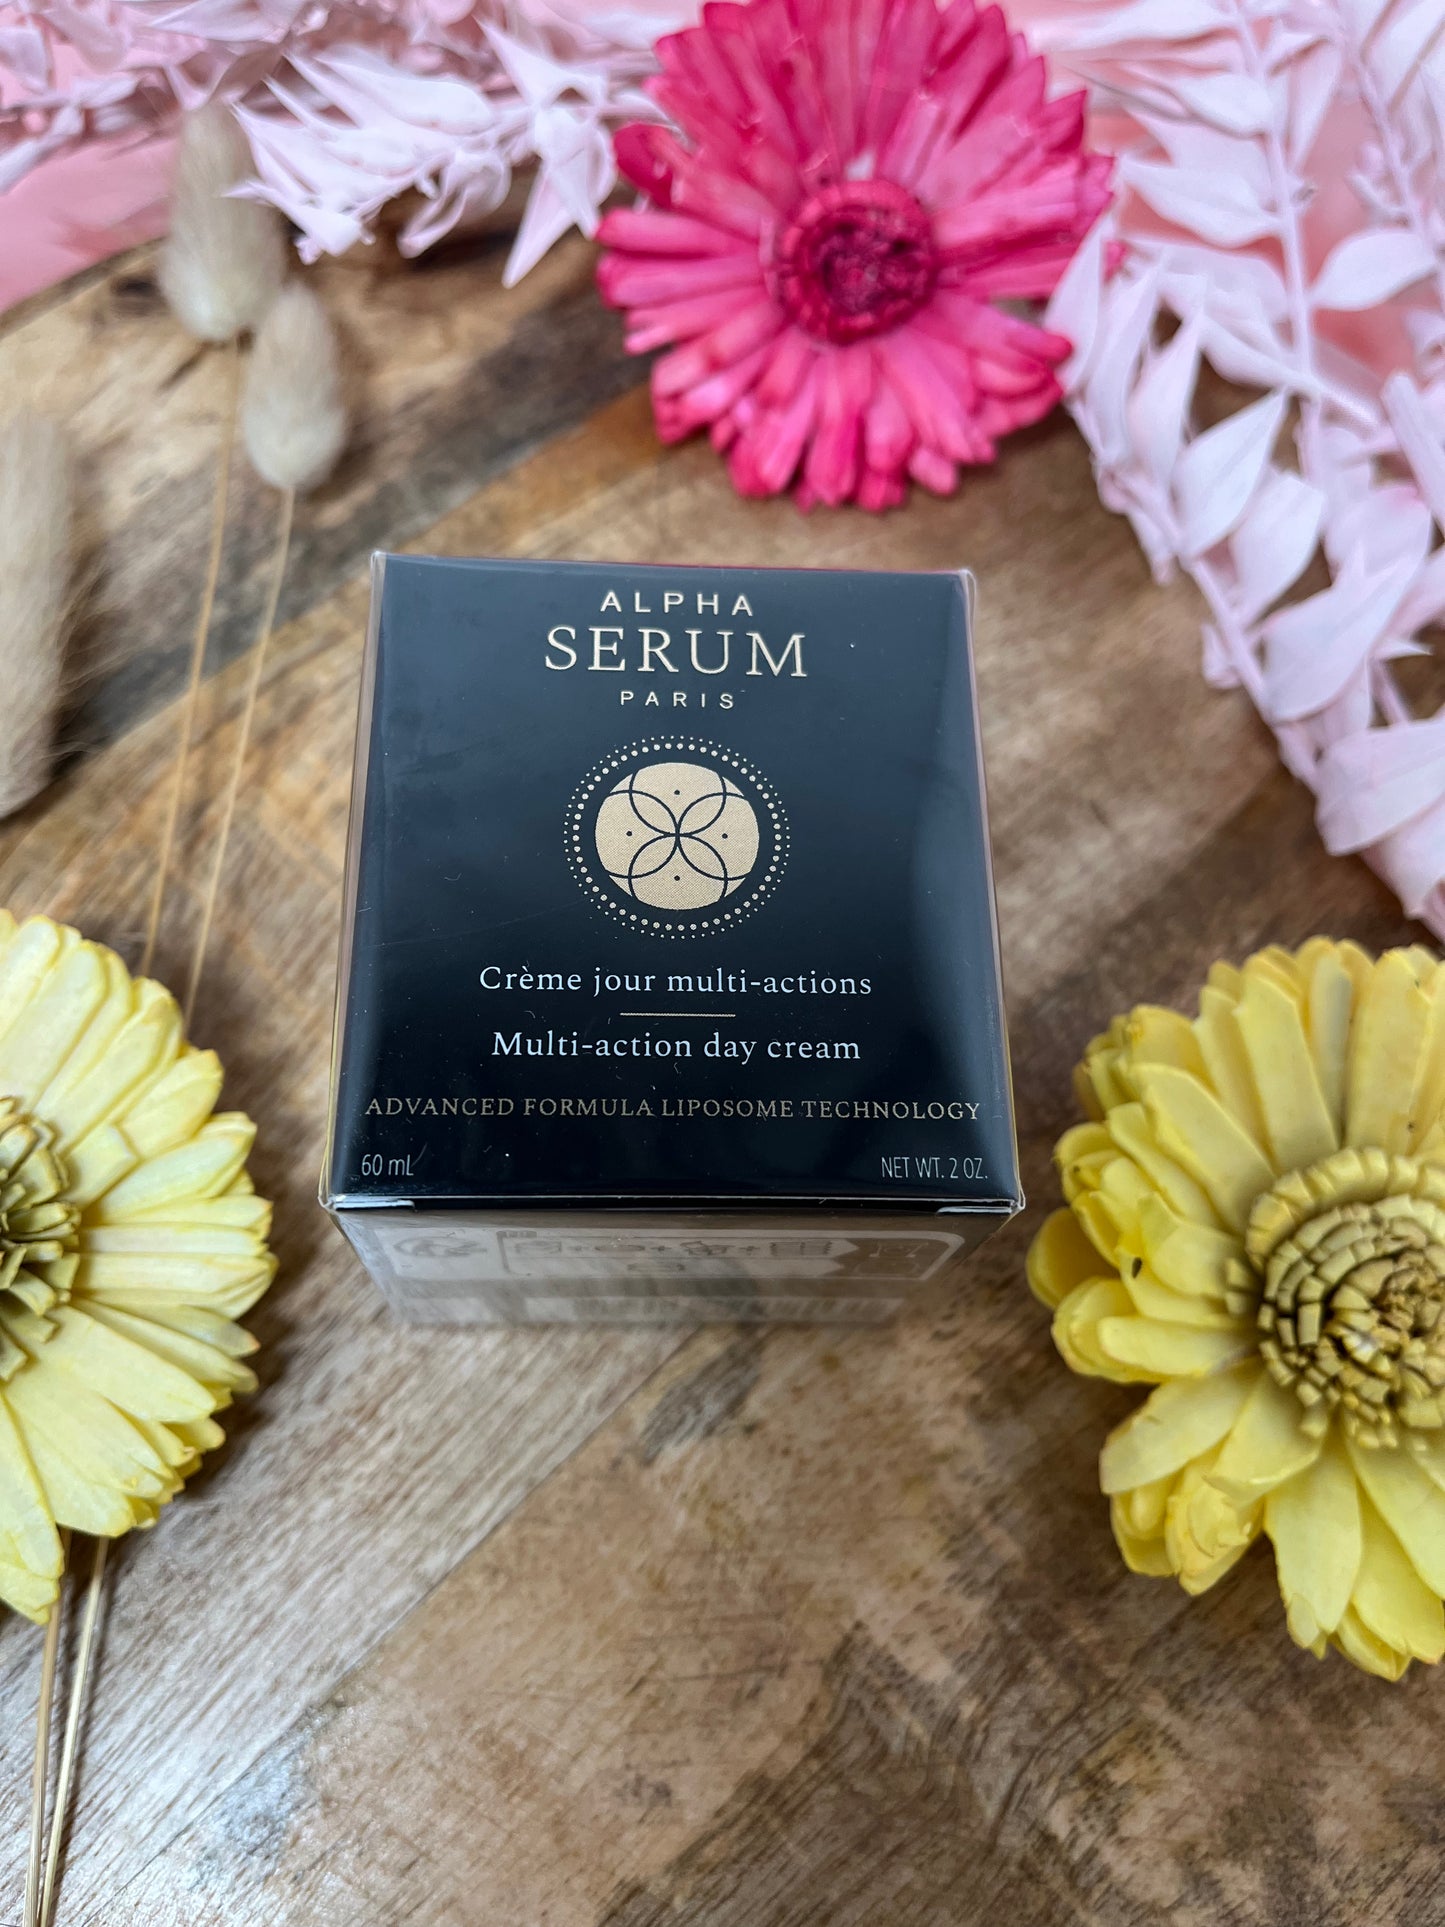 ALPHA
SERUM
PARIS
Crème jour multi-actions
Multi-action day cream
ADVANCED FORMULA LIPOSOME TECHNOLOGY
60 mL NET WT. 2 OZ.